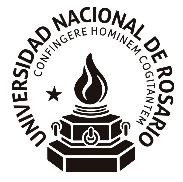 UNIVERSIDAD NACIONAL DE ROSARIO
CONFINGERE HOMINEM COGITANTEM